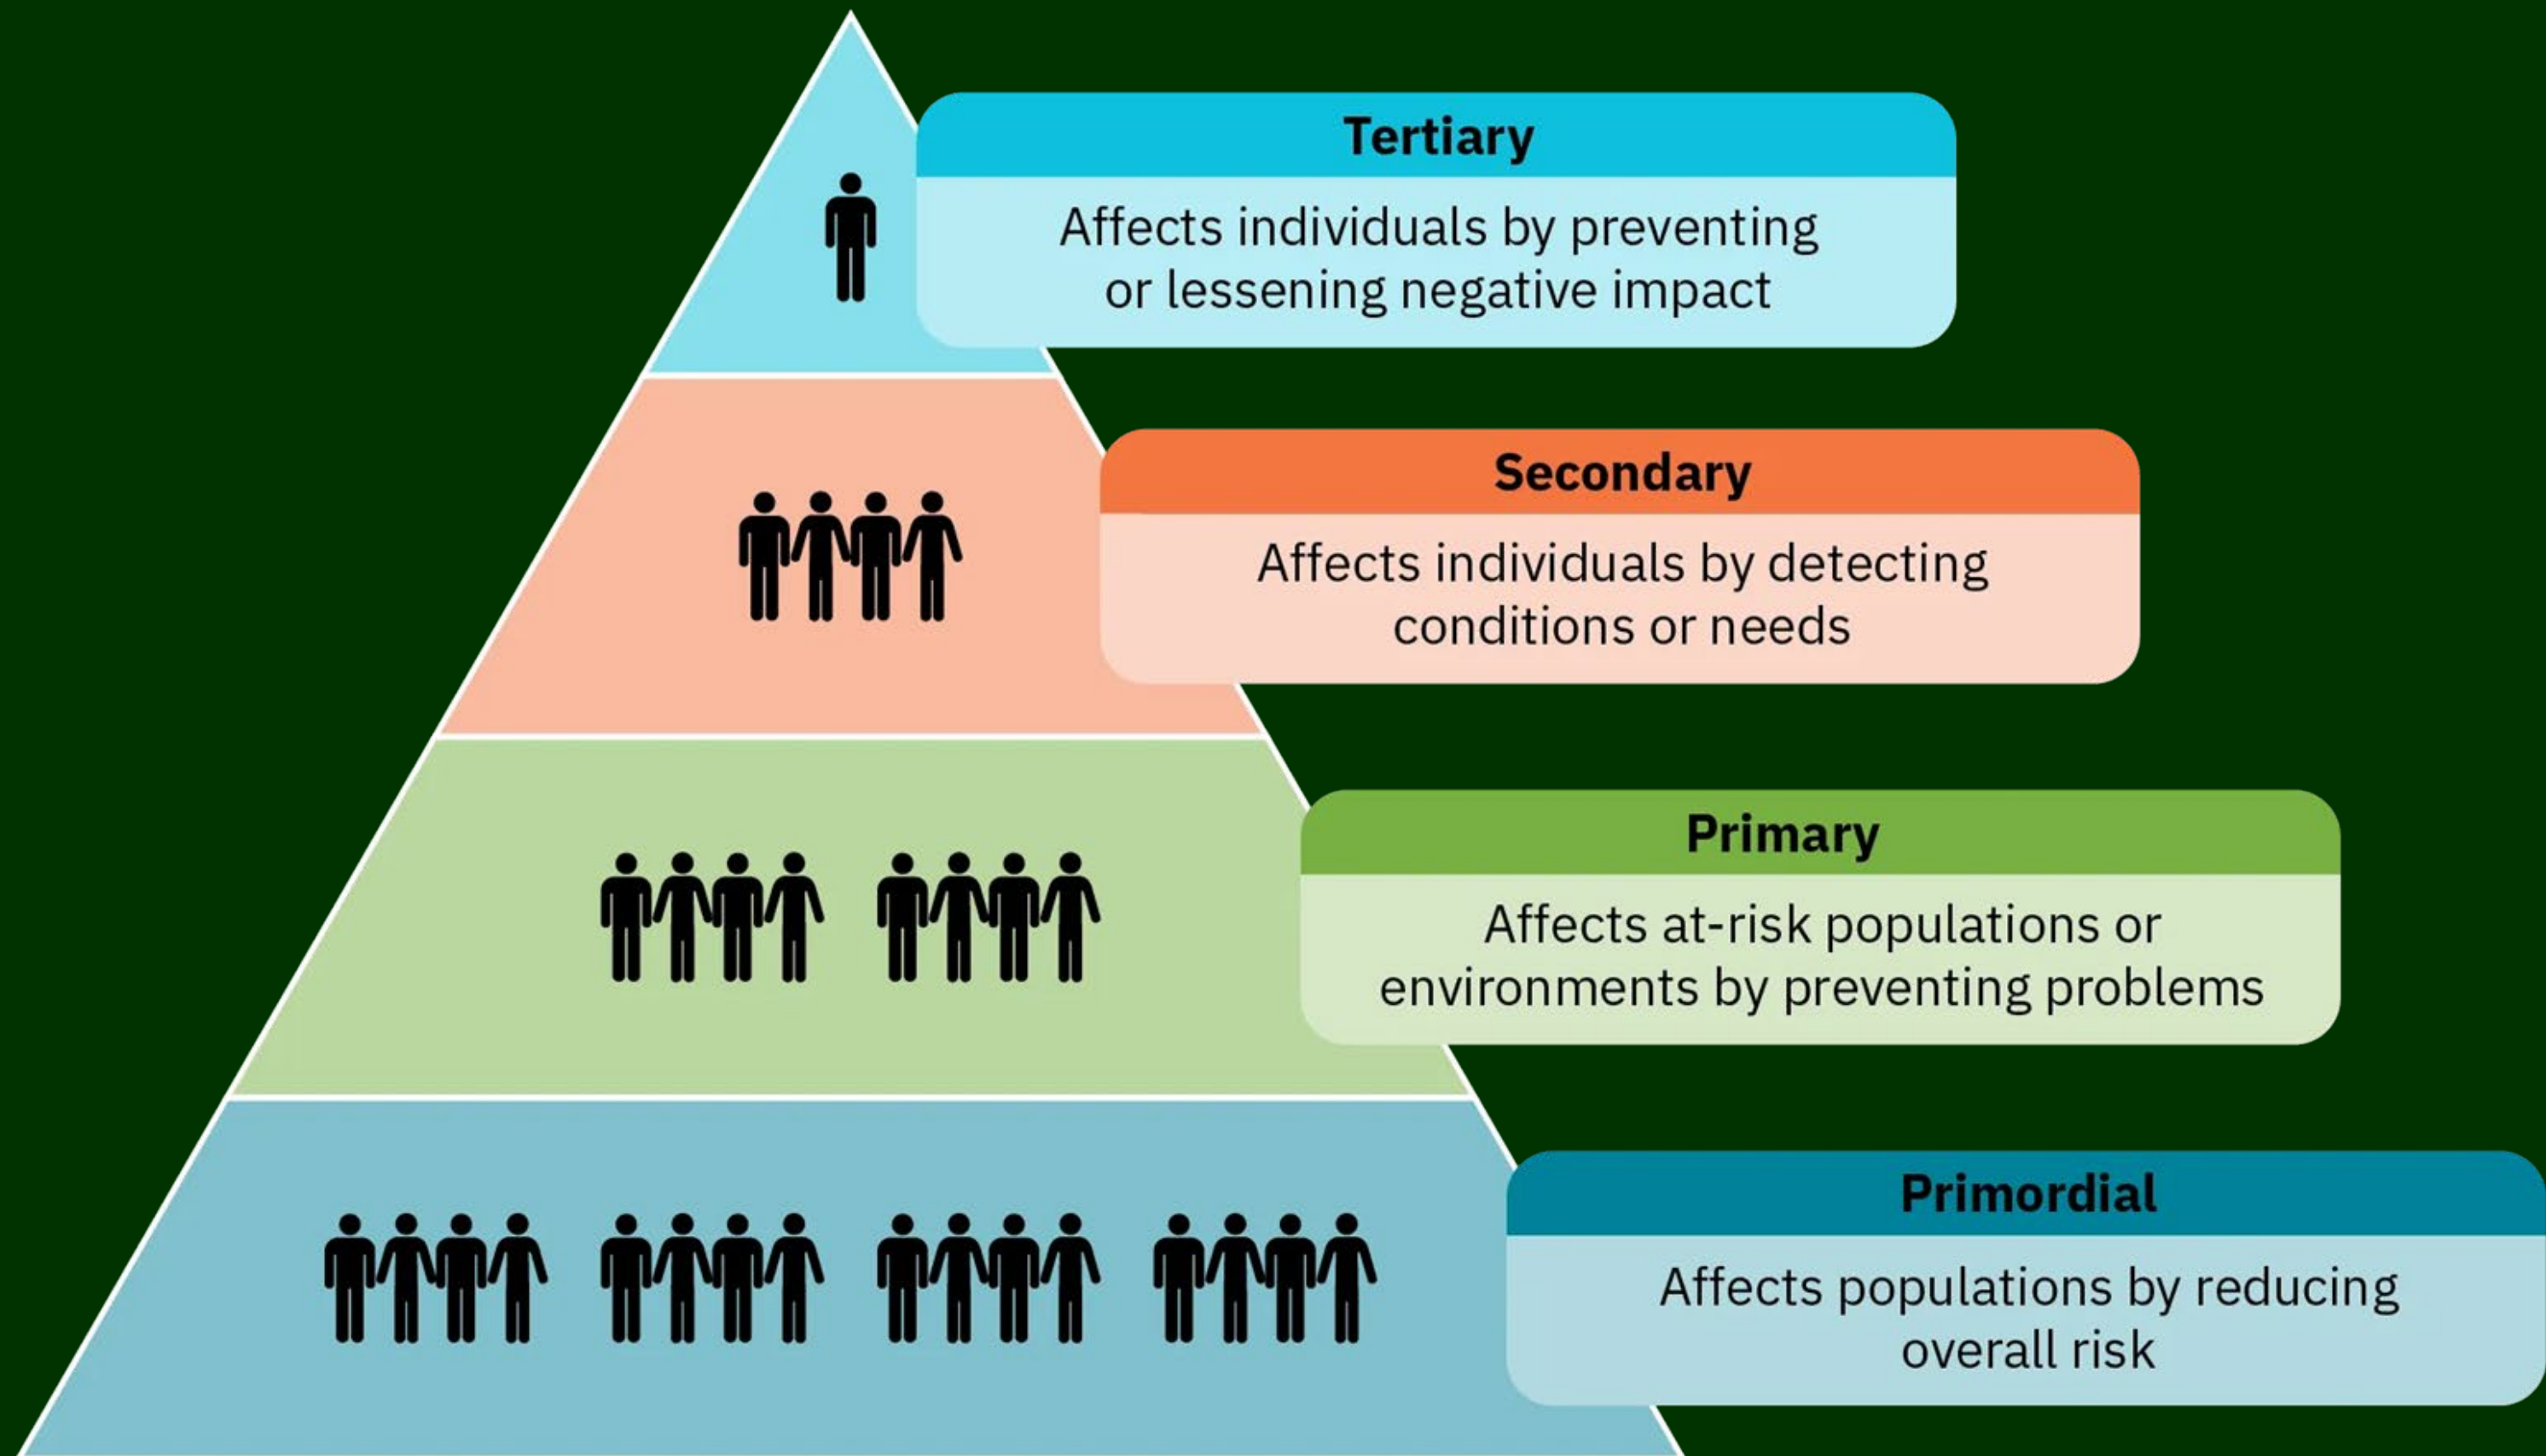 Tertiary
Affects individuals by preventing
or lessening negative impact
Secondary
Affects individuals by detecting
conditions or needs
Primary
Affects at-risk populations or
environments by preventing problems
Primordial
Affects populations by reducing
overall risk